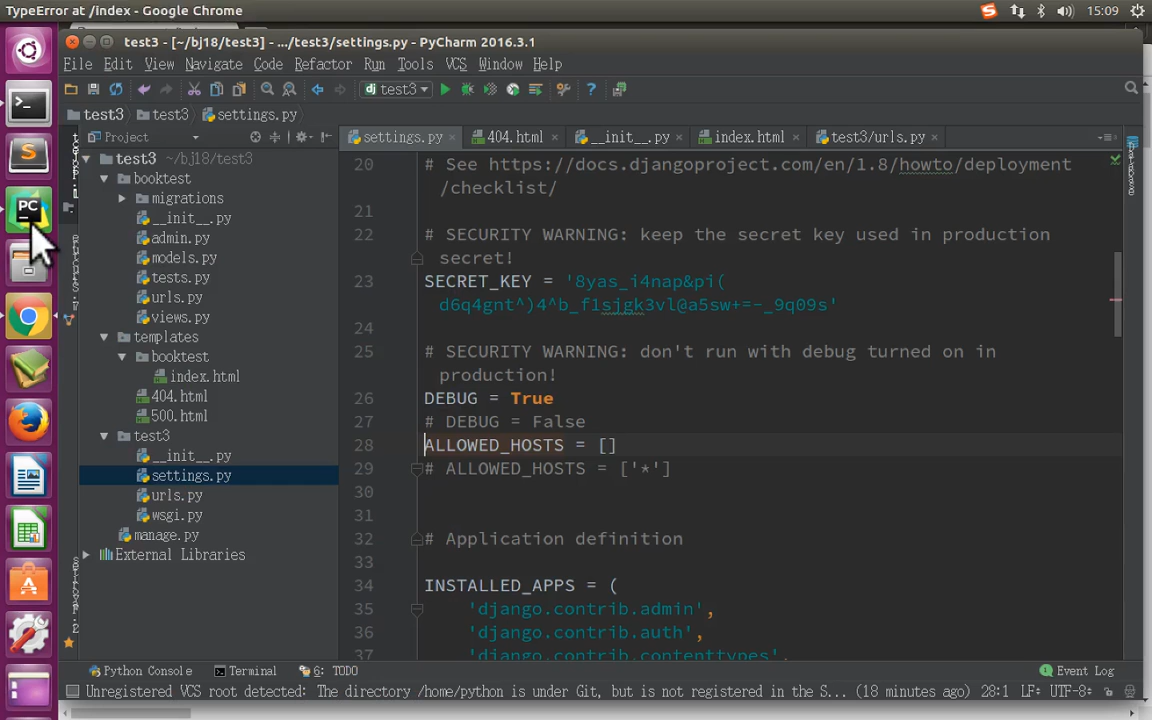 TypeError at /index - Google Chrome
15:09
test3 - [~/bj18/test3] - .../test3/settings.py - PyCharm 2016.3.1
File Edit View Navigate Code Refactor Run Tools VCS Window Help
dj test3
test3 test3 settings.py
Project
settings.py 404.html __init__.py index.html test3/urls.py
test3 ~/bj18/test3
booktest
migrations
__init__.py
admin.py
models.py
tests.py
urls.py
views.py
templates
booktest
index.html
404.html
500.html
test3
__init__.py
settings.py
urls.py
wsgi.py
manage.py
External Libraries
20 # See https://docs.djangoproject.com/en/1.8/howto/deployment
/checklist/
21
22 # SECURITY WARNING: keep the secret key used in production
secret!
23 SECRET_KEY = '8yas_i4nap&pi(
d6q4gnt^)4^b_f1sjgk3vl@a5sw+=-_9q09s'
24
25 # SECURITY WARNING: don't run with debug turned on in
production!
26 DEBUG = True
27 # DEBUG = False
28 ALLOWED_HOSTS = []
29 # ALLOWED_HOSTS = ['*']
30
31
32 # Application definition
33
34 INSTALLED_APPS = (
35 'django.contrib.admin',
36 'django.contrib.auth',
37 'django.contrib.contenttypes',
Python Console Terminal 6: TODO Event Log
Unregistered VCS root detected: The directory /home/python is under Git, but is not registered in the S... (18 minutes ago) 28:1 LF÷ UTF-8÷